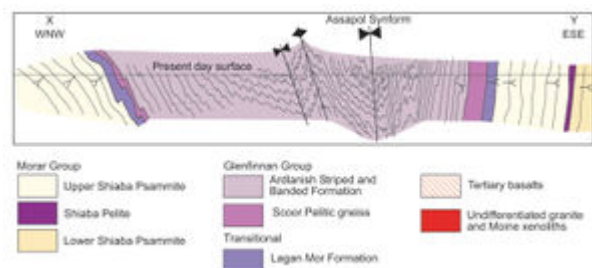 X
WNW
Assapol Synform
Y
ESE
Present day surface
Morar Group
Upper Shiaba Psammite
Shiaba Pelite
Lower Shiaba Psammite
Glenfinnan Group
Ardlanish Striped and
Banded Formation
Scoor Pelitic gneiss
Transitional
Lagan Mor Formation
Tertiary basalts
Undifferentiated granite
and Moine xenoliths